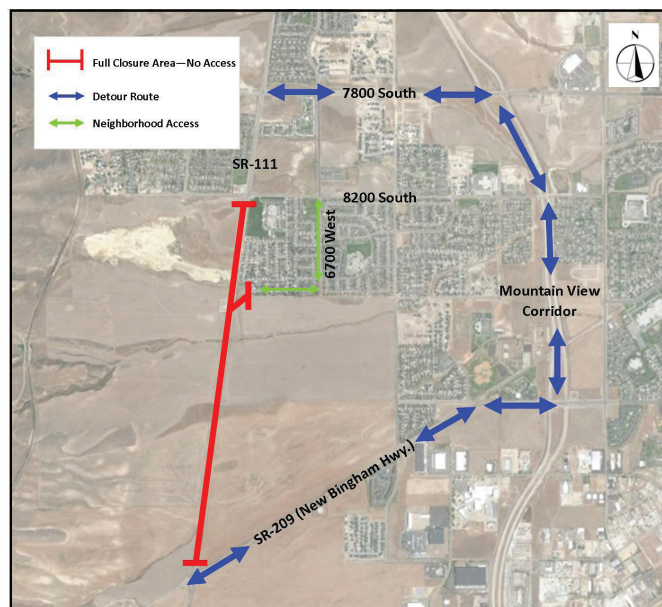 N
Full Closure Area—No Access
Detour Route
Neighborhood Access
7800 South
SR-111
8200 South
6700 West
Mountain View
Corridor
SR-209 (New Bingham Hwy.)